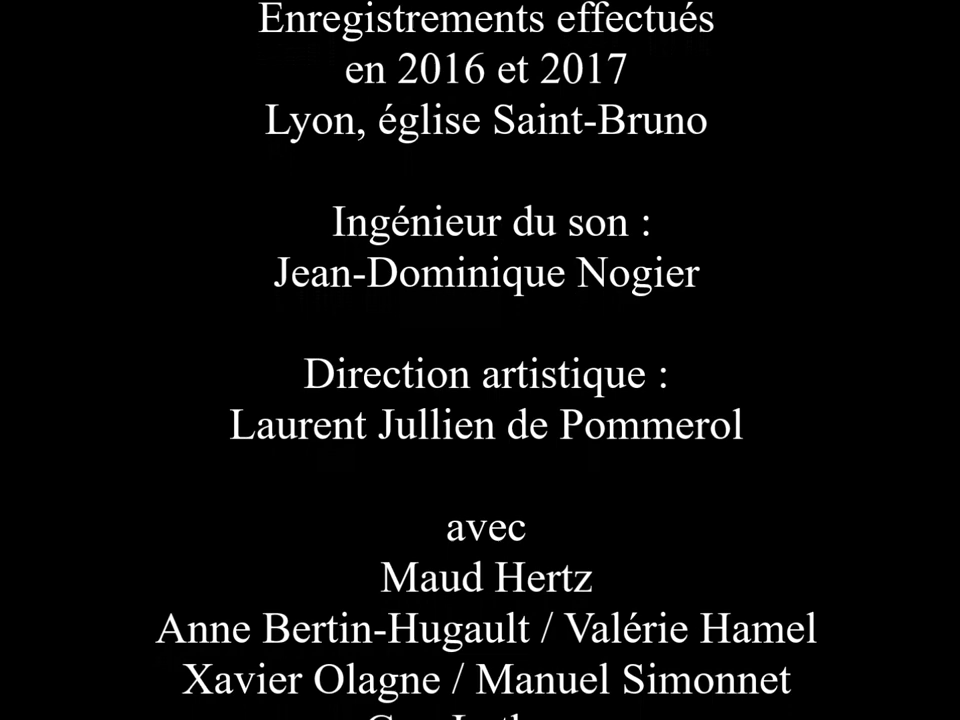 Enregistrements effectués
en 2016 et 2017
Lyon, église Saint-Bruno
Ingénieur du son :
Jean-Dominique Nogier
Direction artistique :
Laurent Jullien de Pommerol
avec
Maud Hertz
Anne Bertin-Hugault / Valérie Hamel
Xavier Olagne / Manuel Simonnet